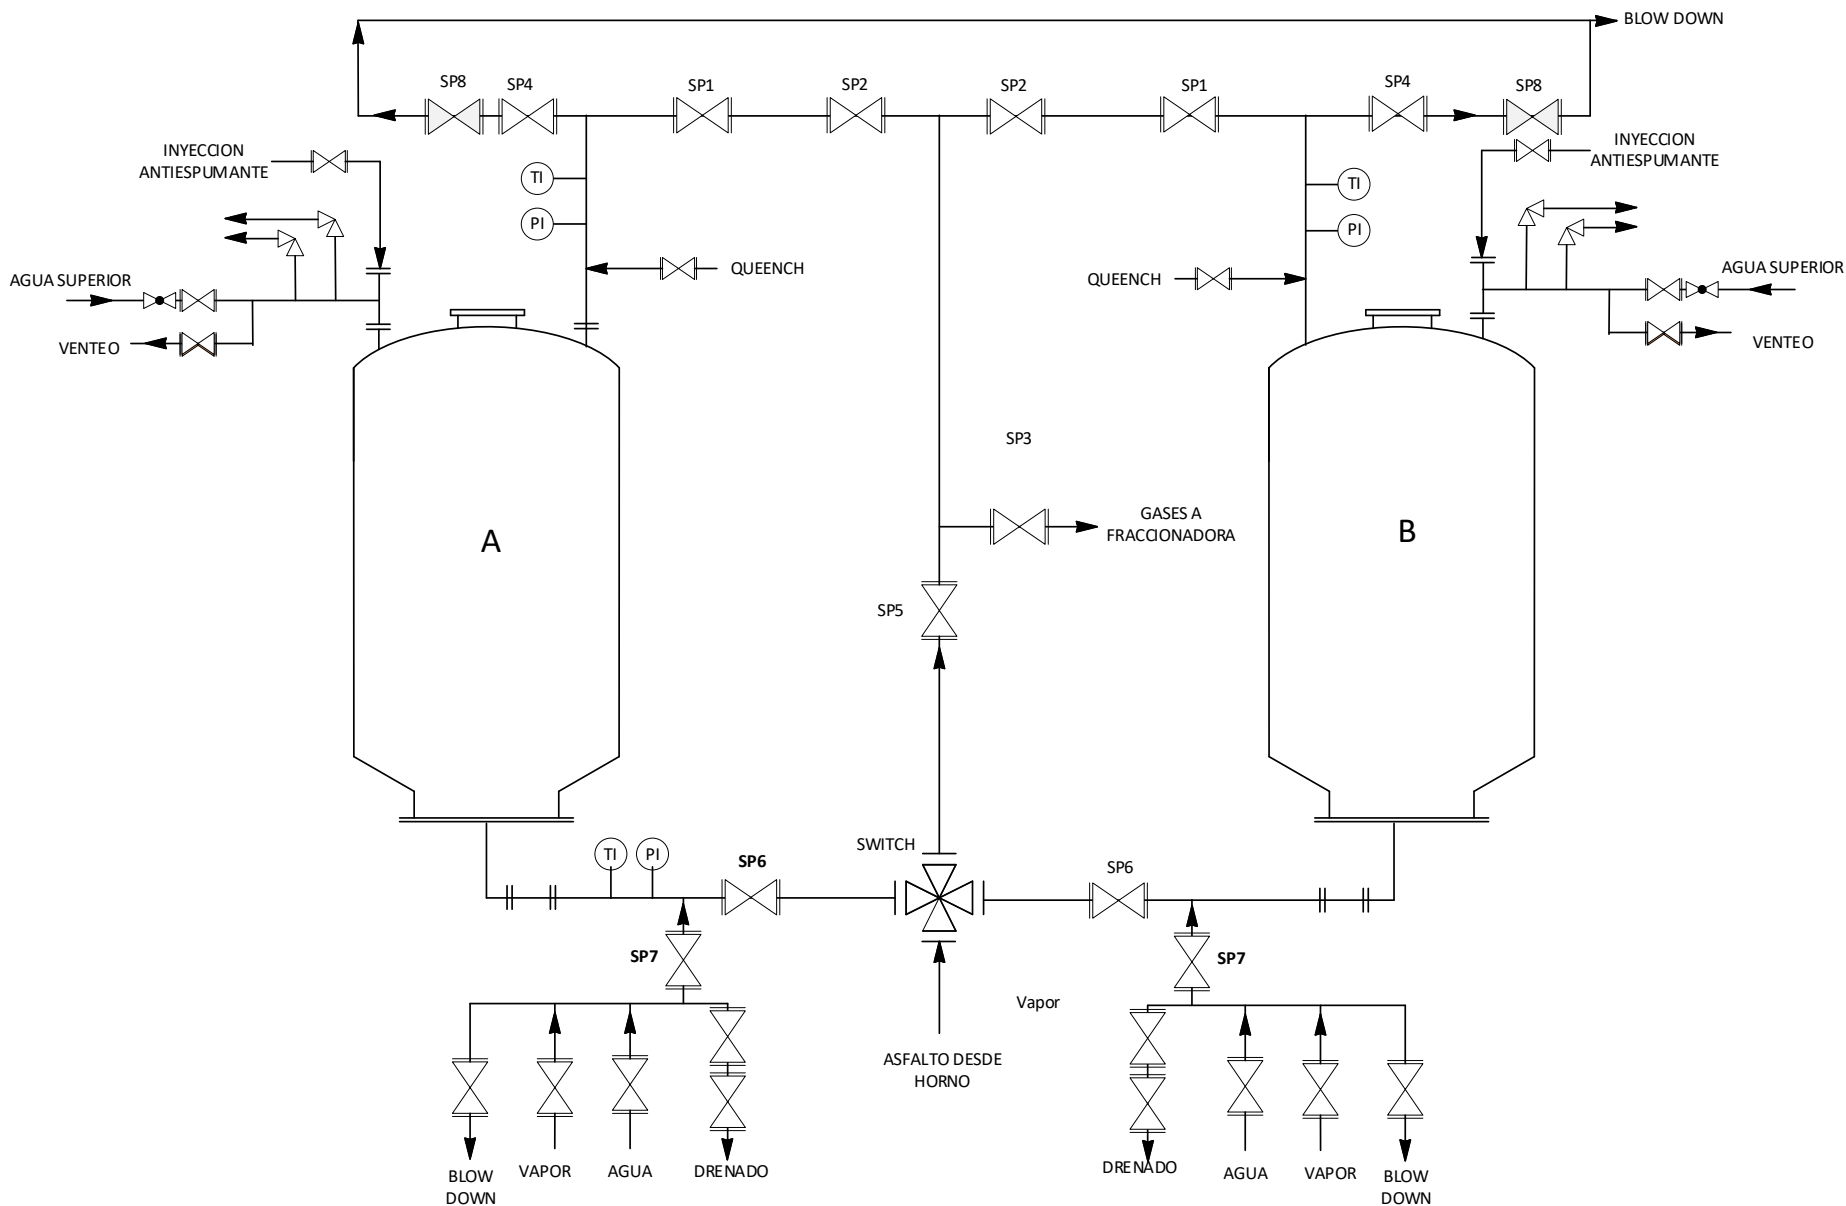 BLOW DOWN
SP8
SP4
SP1
SP2
SP2
SP1
SP4
SP8
INYECCION
ANTIESPUMANTE
INYECCION
ANTIESPUMANTE
TI
TI
PI
PI
QUEENCH
QUEENCH
AGUA SUPERIOR
AGUA SUPERIOR
VENTEO
VENTEO
SP3
A
GASES A
FRACCIONADORA
B
SP5
SWITCH
TI
PI
SP6
SP6
SP7
SP7
Vapor
ASFALTO DESDE
HORNO
BLOW
DOWN
VAPOR
AGUA
DRENADO
DRENADO
AGUA
VAPOR
BLOW
DOWN